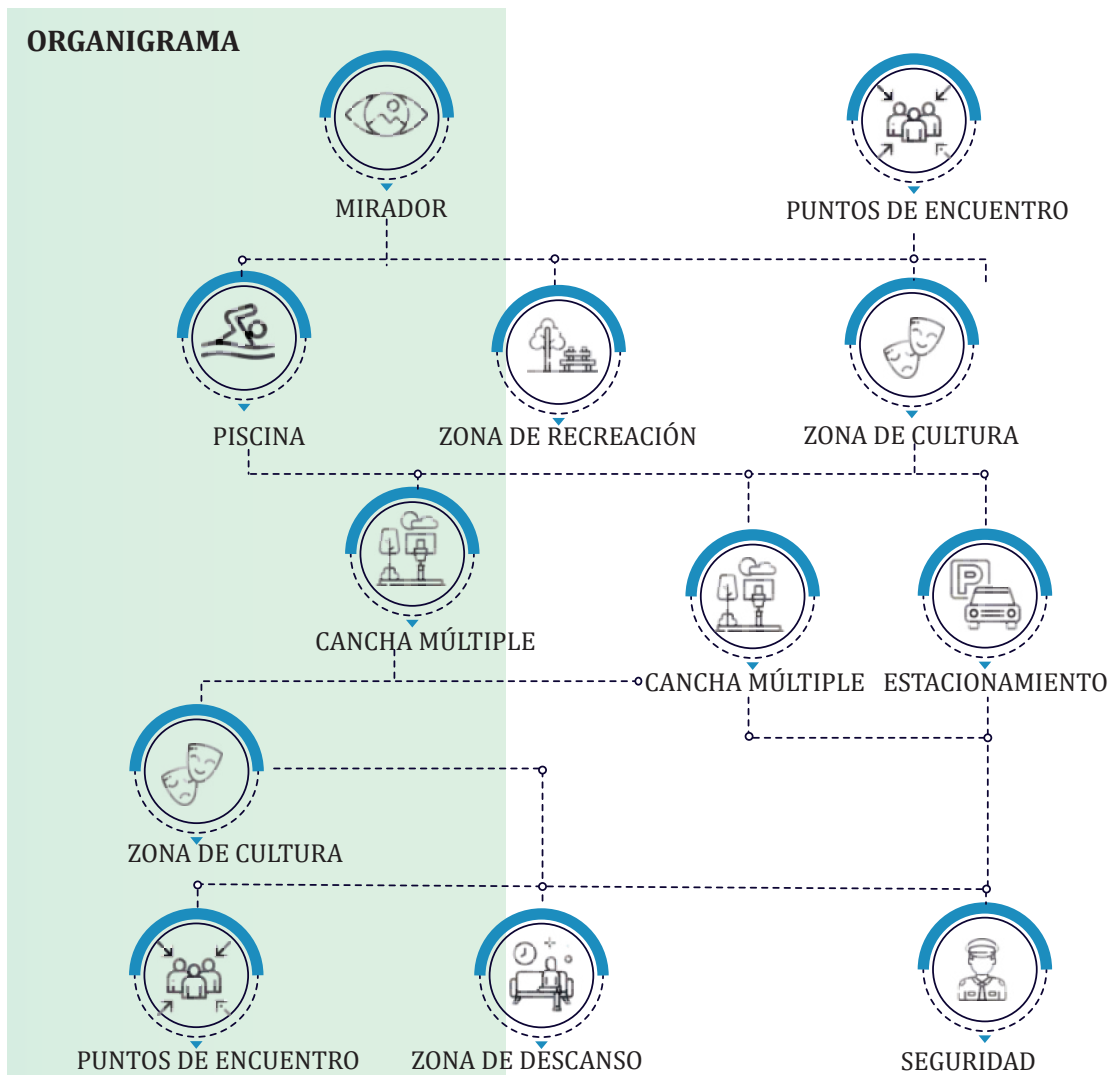 ORGANIGRAMA
MIRADOR
PUNTOS DE ENCUENTRO
PISCINA
ZONA DE RECREACIÓN
ZONA DE CULTURA
CANCHA MÚLTIPLE
P
CANCHA MÚLTIPLE
ESTACIONAMIENTO
ZONA DE CULTURA
PUNTOS DE ENCUENTRO
ZONA DE DESCANSO
SEGURIDAD